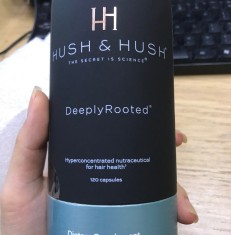 HH
HUSH & HUSH®
THE SECRET IS SCIENCE®
DeeplyRooted®
Hyperconcentrated nutraceutical
for hair health†
120 capsules